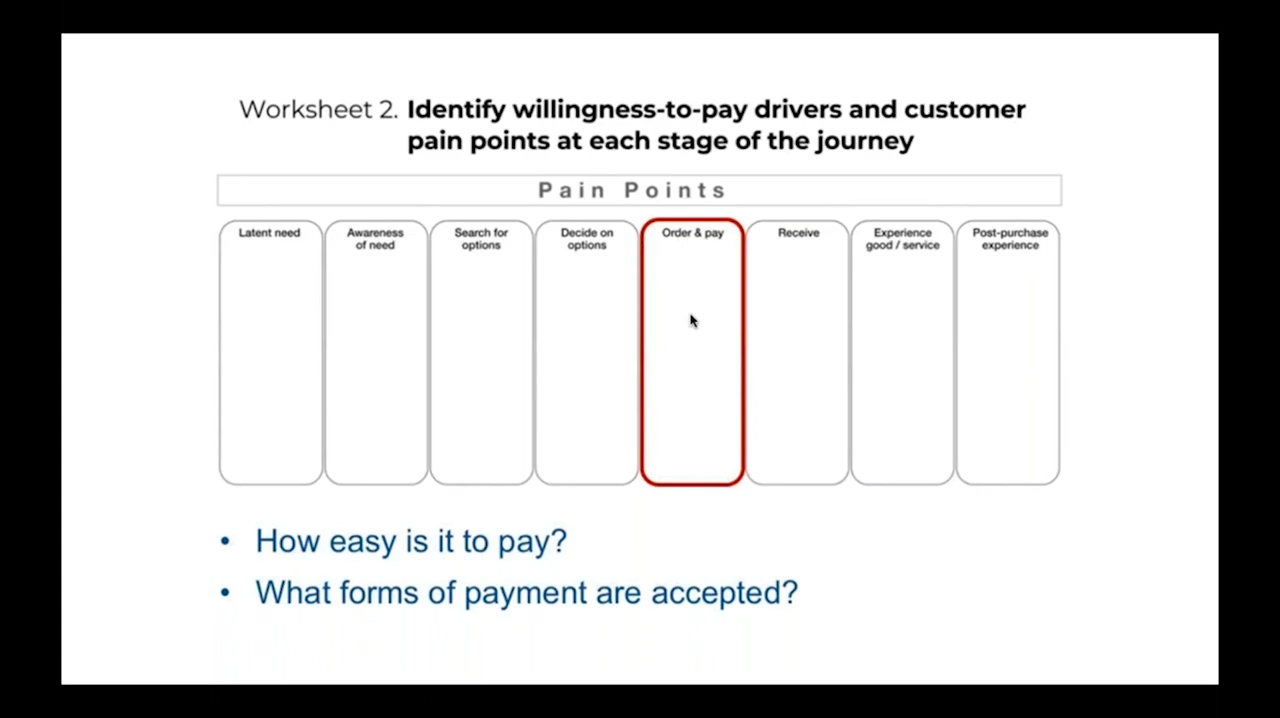 Worksheet 2. Identify willingness-to-pay drivers and customer
pain points at each stage of the journey
Pain Points
Latent need
Awareness
of need
Search for
options
Decide on
options
Order & pay
Receive
Experience
good / service
Post-purchase
experience
• How easy is it to pay?
• What forms of payment are accepted?